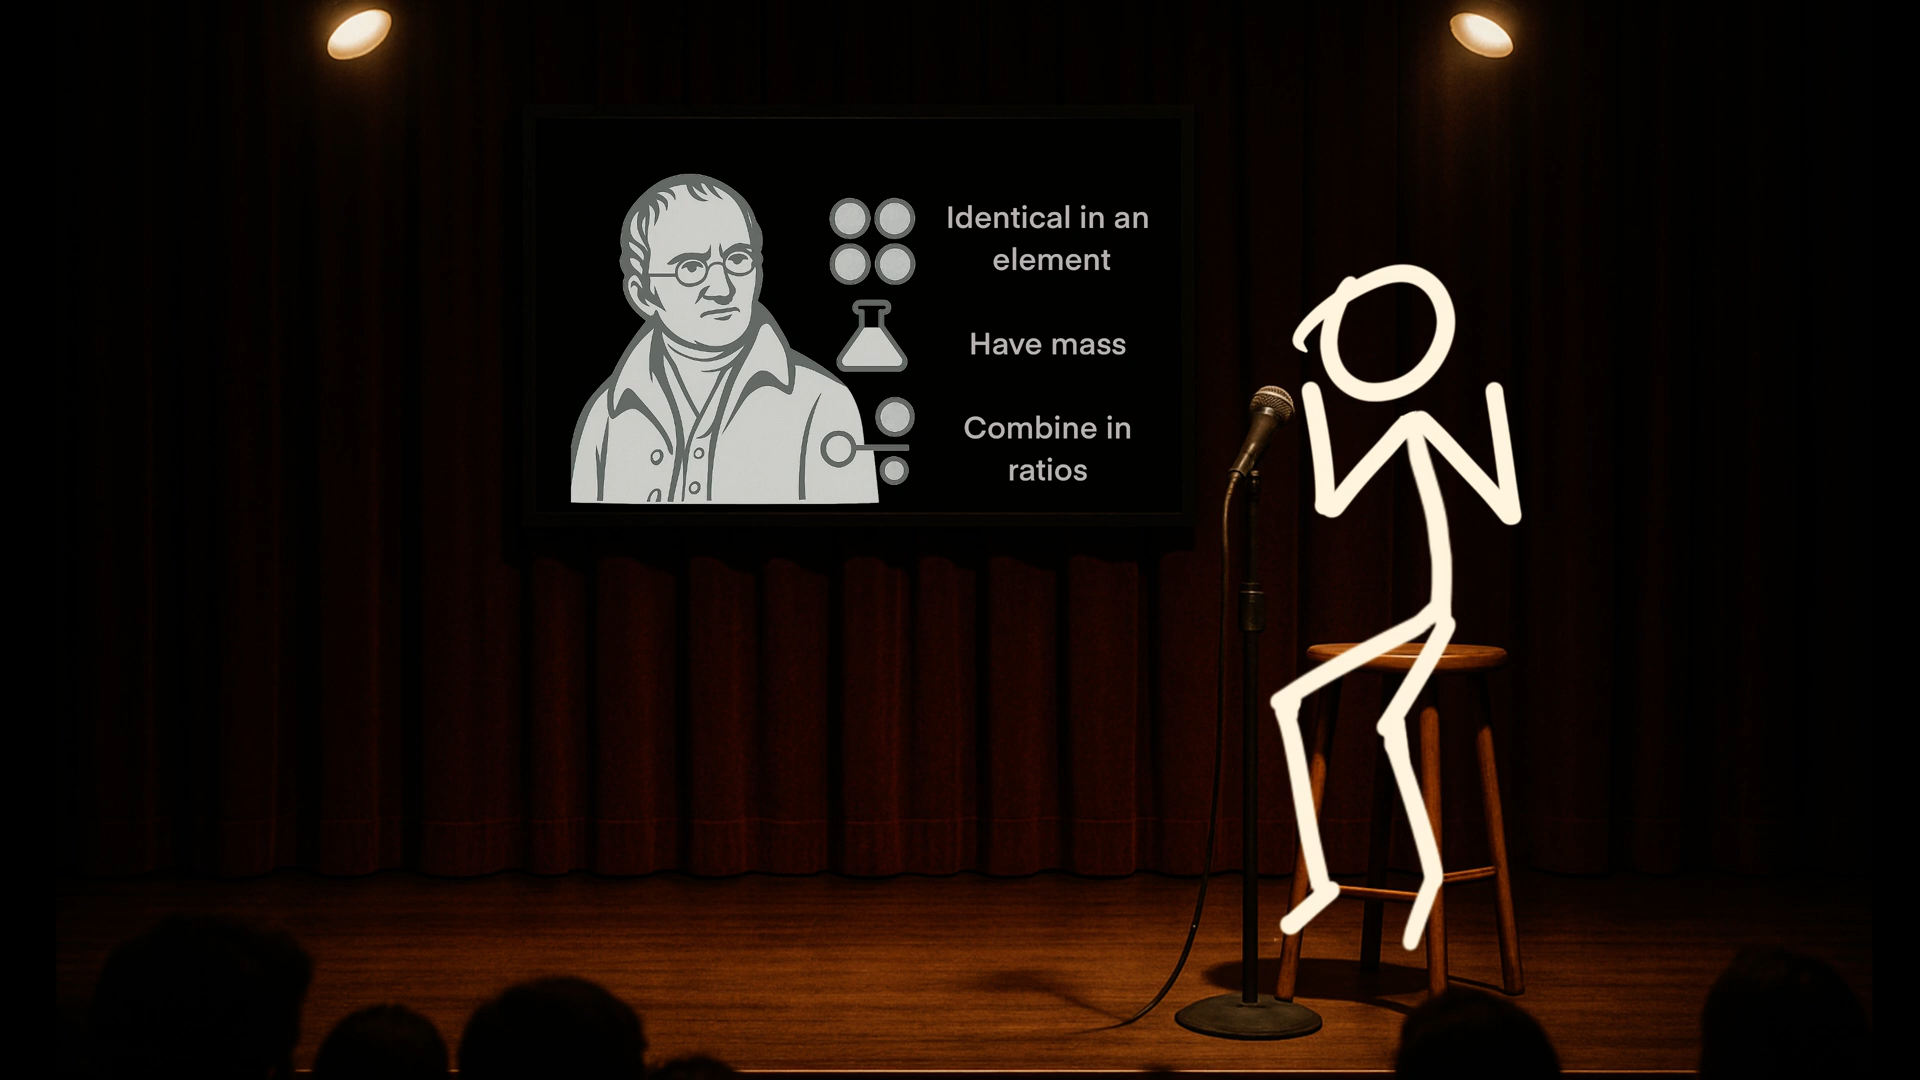 Identical in an
element
Have mass
Combine in
ratios